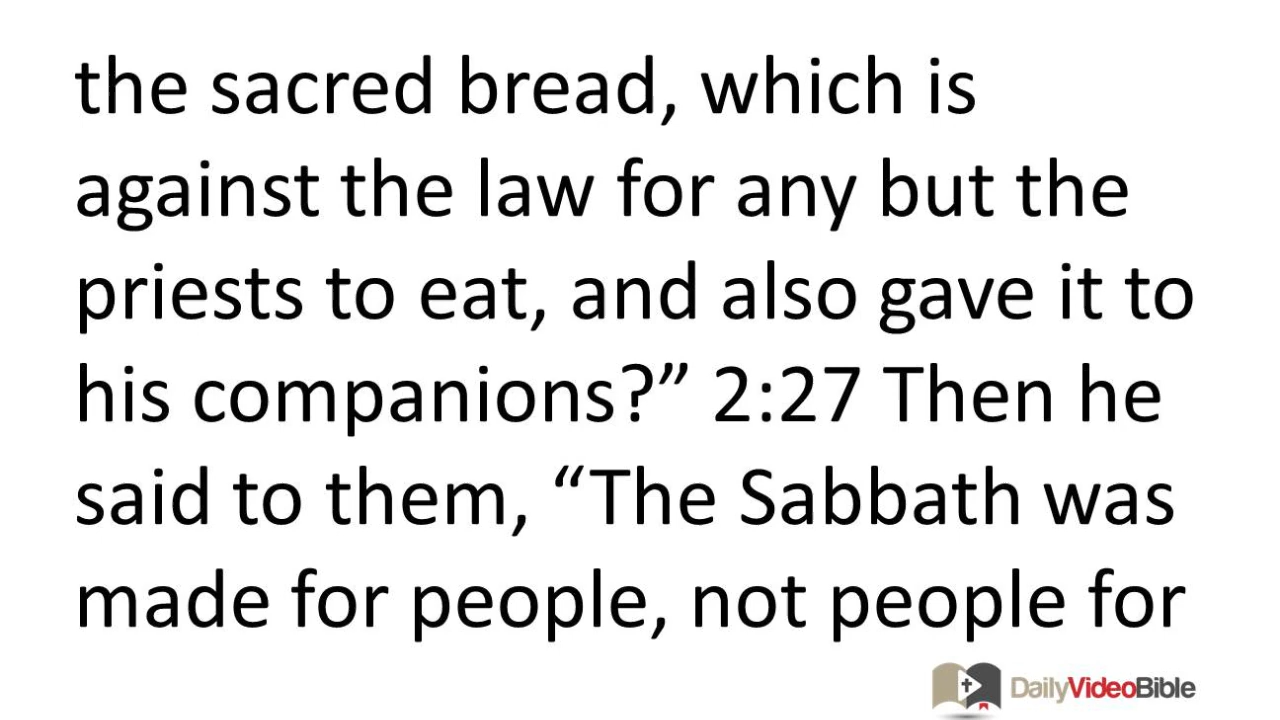 the sacred bread, which is
against the law for any but the
priests to eat, and also gave it to
his companions?” 2:27 Then he
said to them, “The Sabbath was
made for people, not people for
DailyVideoBible